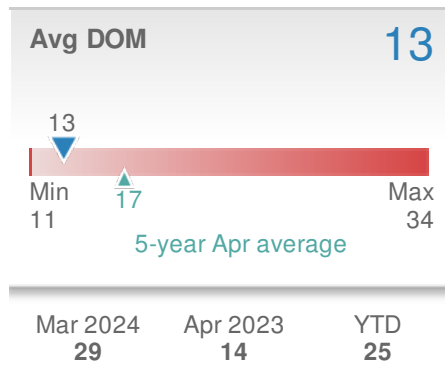 Avg DOM 13
13
Min Max
11 17 34
5-year Apr average
Mar 2024 Apr 2023 YTD
29 14 25